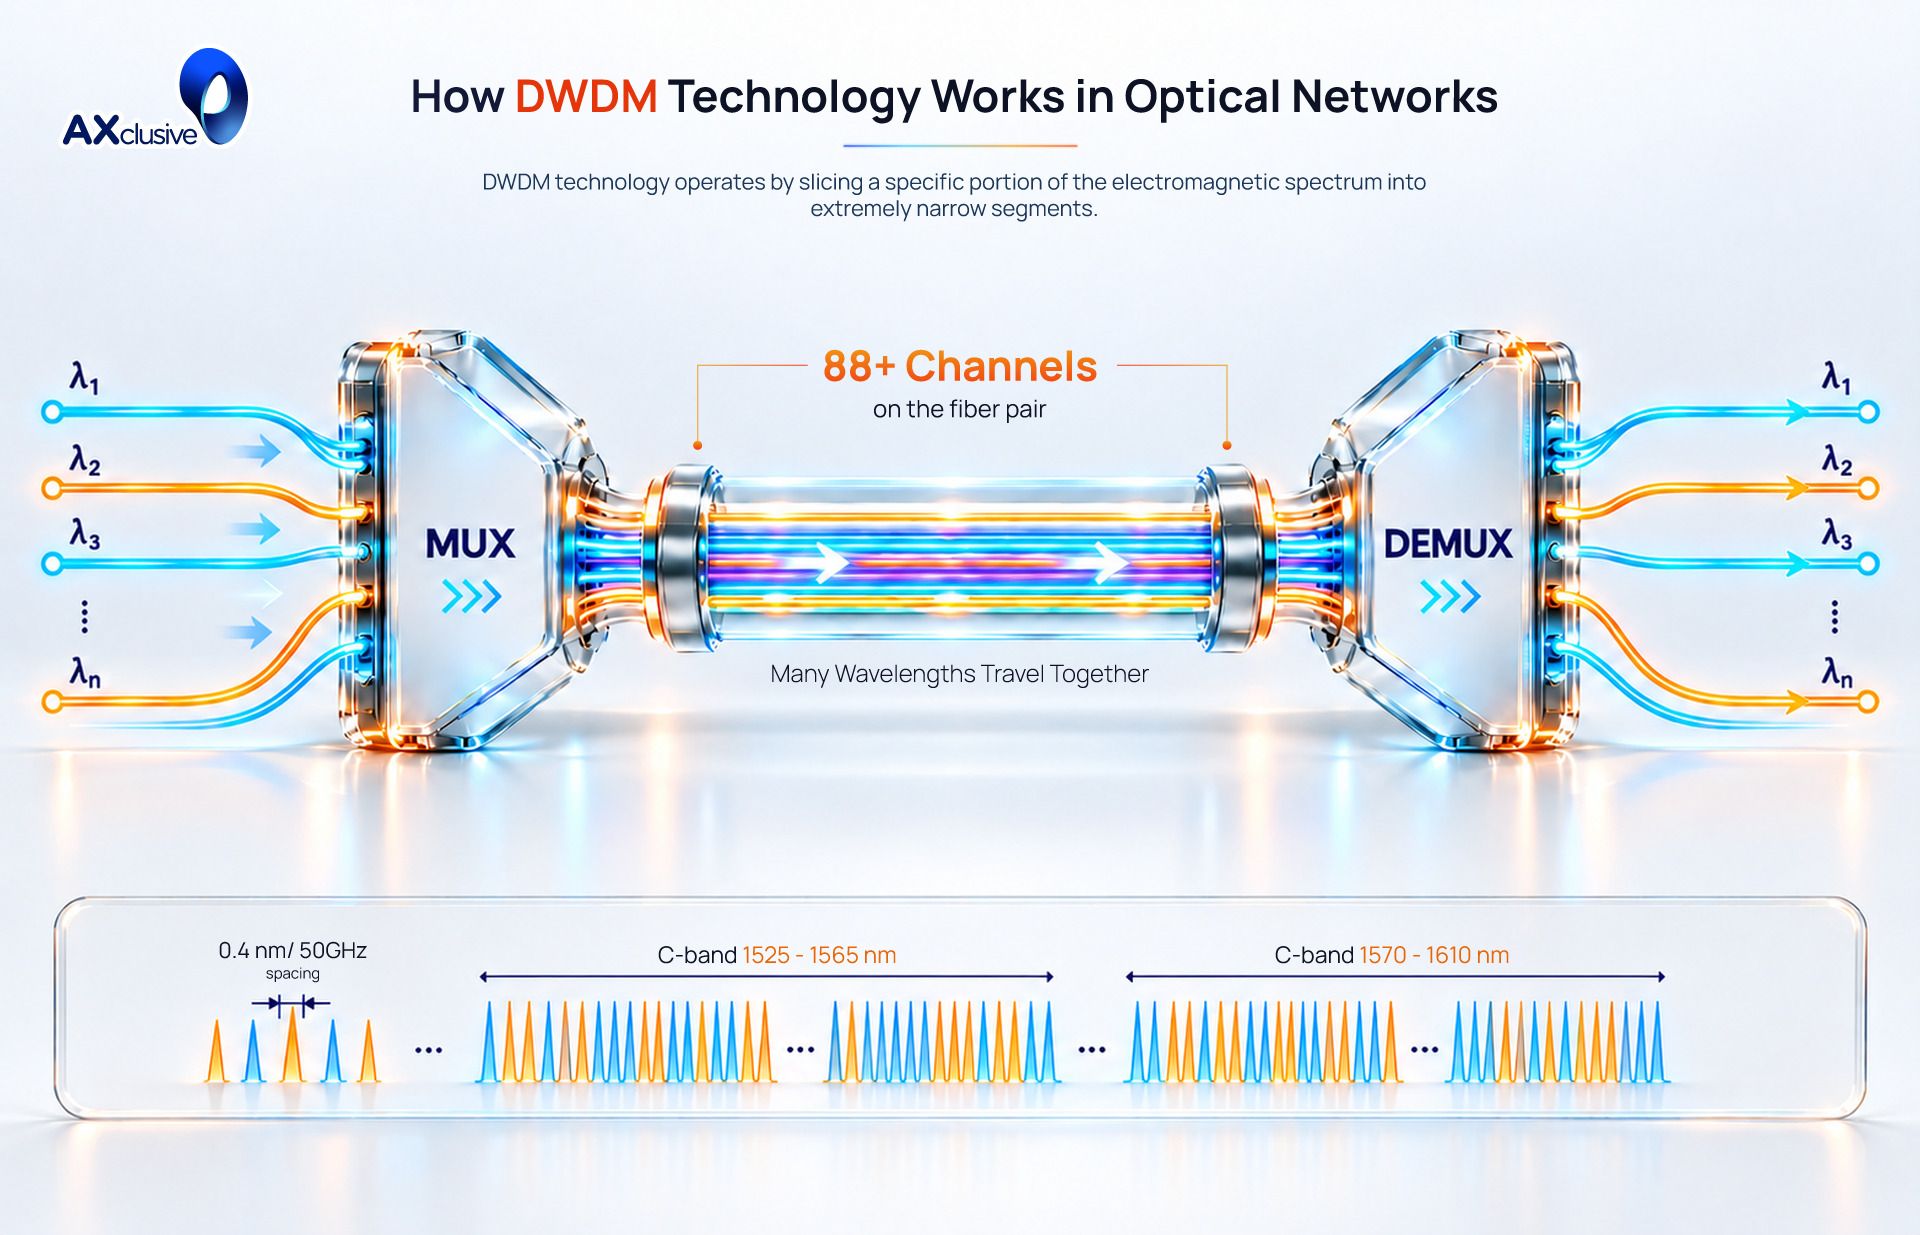 AXclusive
How DWDM Technology Works in Optical Networks
DWDM technology operates by slicing a specific portion of the electromagnetic spectrum into
extremely narrow segments.
88+ Channels
on the fiber pair
λ1
λ2
λ3
λn
MUX
DEMUX
λ1
λ2
λ3
λn
Many Wavelengths Travel Together
0.4 nm/ 50GHz
spacing
C-band 1525 - 1565 nm
C-band 1570 - 1610 nm